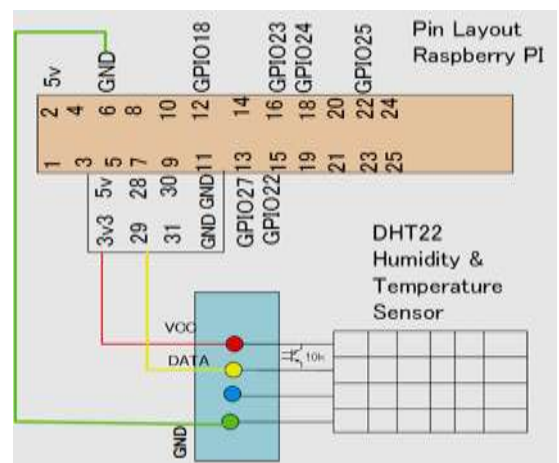 Pin Layout
Raspberry PI
5v
GND
GPIO18
GPIO23
GPIO24
GPIO25
2 4 6 8 10 12 14 16 18 20 22 24
1 3 5 7 9 11 13 15 19 21 23 25
5v 28 30 GND GPIO27 GPIO22
3v3 29 31 GND
DHT22
Humidity &
Temperature
Sensor
VOO
DATA
10k
GND